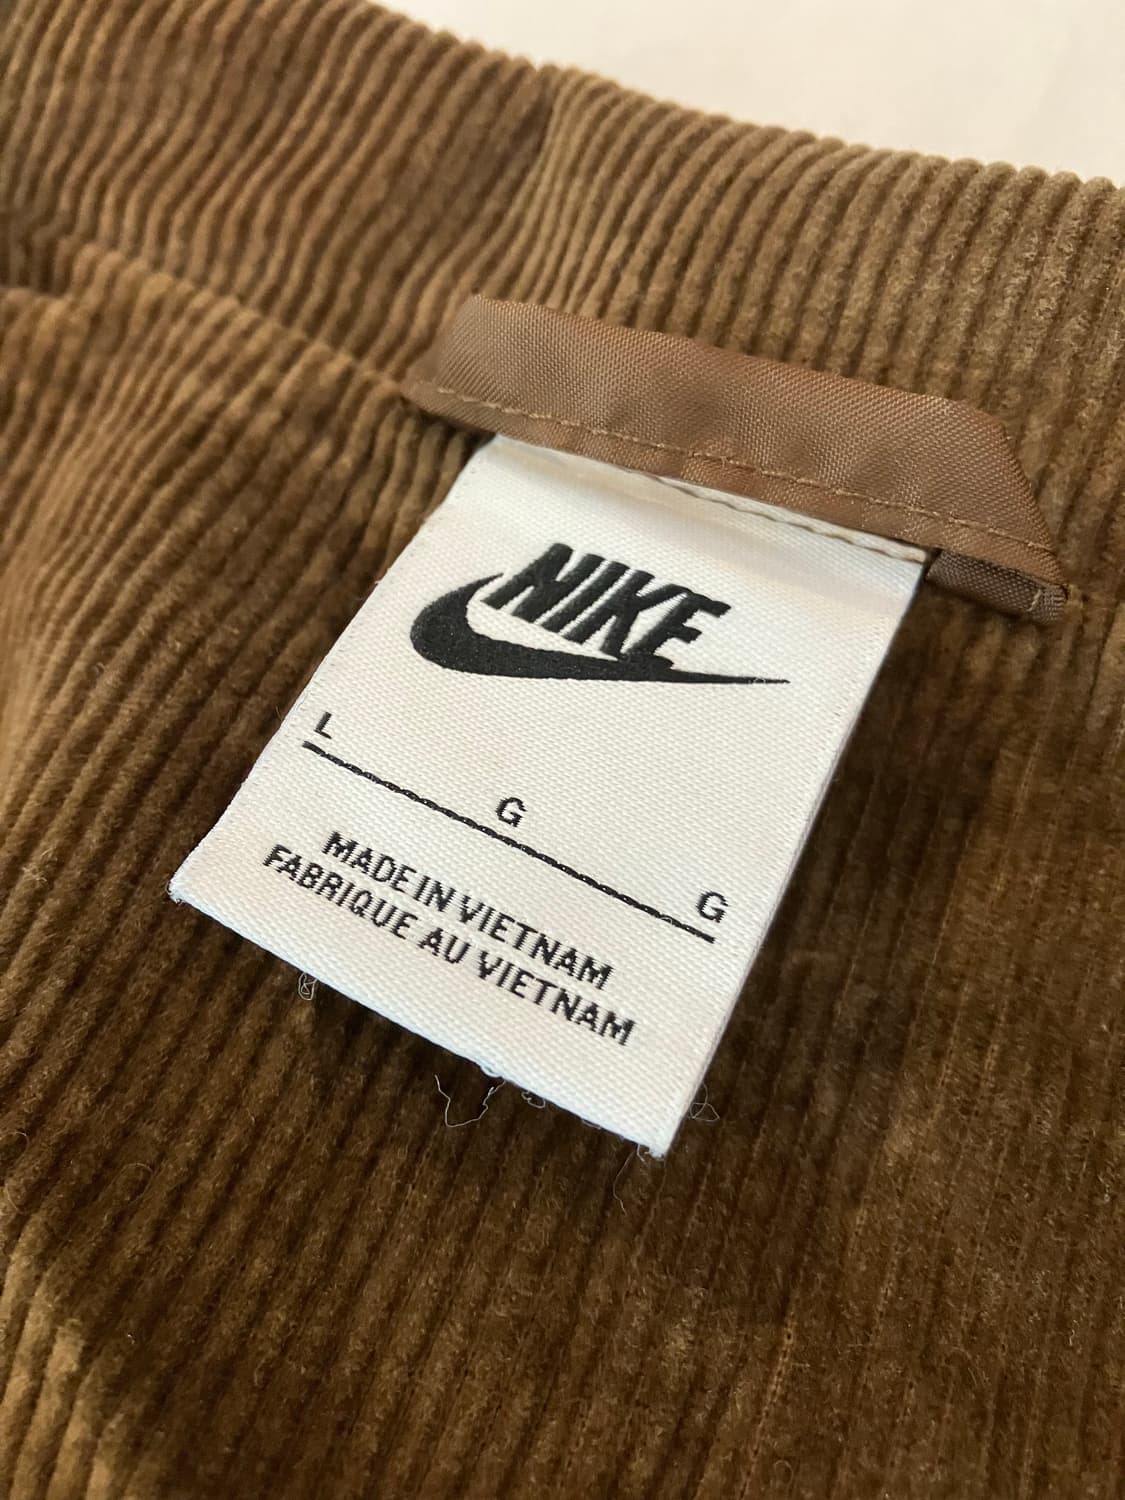 NIKE
L
G
G
MADE IN VIETNAM
FABRIQUE AU VIETNAM